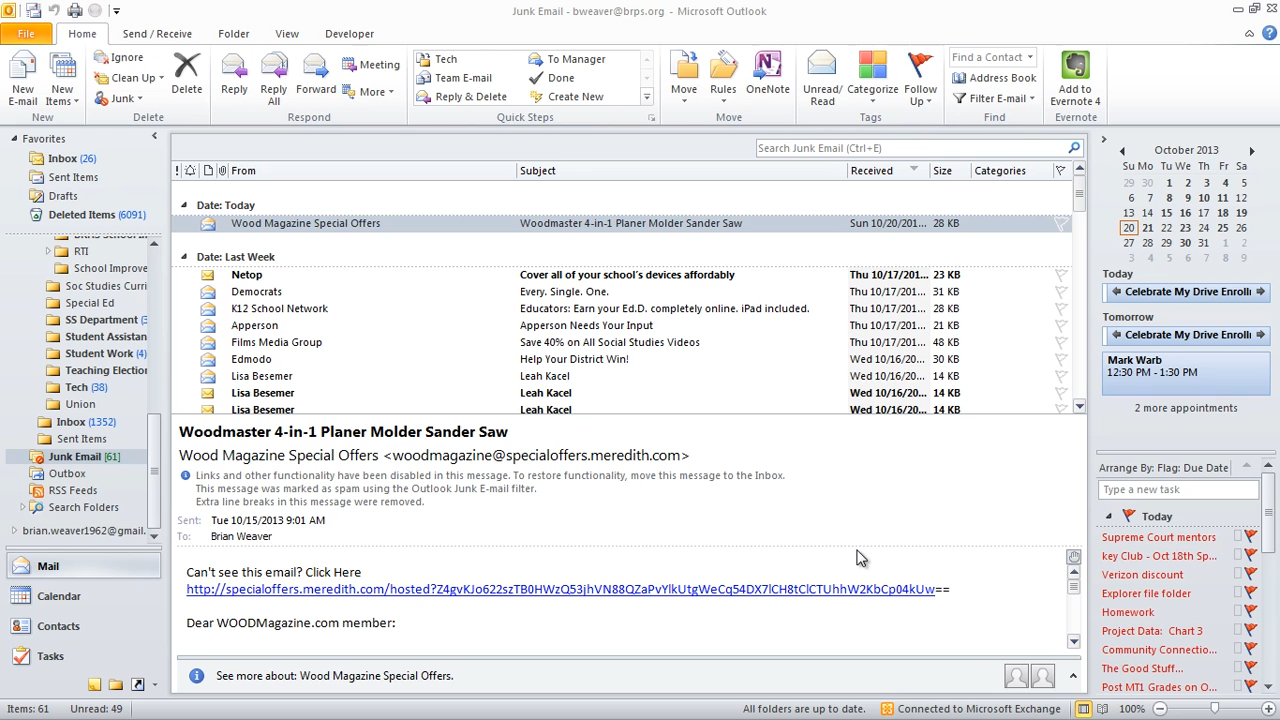 Junk Email - bweaver@brps.org - Microsoft Outlook
File Home Send / Receive Folder View Developer
New E-mail
New Items
Ignore
Clean Up
Junk
Delete
Reply
Reply All
Forward
Meeting
More
Tech
Team E-mail
Reply & Delete
To Manager
Done
Create New
Move
Rules
OneNote
Unread/ Read
Categorize
Follow Up
Find a Contact
Address Book
Filter E-mail
Add to Evernote 4
New Delete Respond Quick Steps Move Tags Find Evernote
Favorites
Inbox (26)
Sent Items
Drafts
Deleted Items (6091)
RTI
School Improve
Soc Studies Curri
Special Ed
SS Department (3
Student Assistan
Student Work (4)
Teaching Election
Tech (38)
Union
Inbox (1352)
Sent Items
Junk Email [61]
Outbox
RSS Feeds
Search Folders
brian.weaver1962@gmail.
Mail
Calendar
Contacts
Tasks
Search Junk Email (Ctrl+E)
From Subject Received Size Categories
Date: Today
Wood Magazine Special Offers Woodmaster 4-in-1 Planer Molder Sander Saw Sun 10/20/201... 28 KB
Date: Last Week
Netop Cover all of your school's devices affordably Thu 10/17/201... 23 KB
Democrats Every. Single. One. Thu 10/17/201... 31 KB
K12 School Network Educators: Earn your Ed.D. completely online. iPad included. Thu 10/17/201... 30 KB
Apperson Apperson Needs Your Input Thu 10/17/201... 21 KB
Films Media Group Save 40% on All Social Studies Videos Thu 10/17/201... 48 KB
Edmodo Help Your District Win! Wed 10/16/20... 30 KB
Lisa Besemer Leah Kacel Wed 10/16/20... 14 KB
Lisa Besemer Leah Kacel Wed 10/16/20... 14 KB
Lisa Besemer Leah Kacel Wed 10/16/20... 14 KB
Woodmaster 4-in-1 Planer Molder Sander Saw
Wood Magazine Special Offers <woodmagazine@specialoffers.meredith.com>
Links and other functionality have been disabled in this message. To restore functionality, move this message to the Inbox.
This message was marked as spam using the Outlook Junk E-mail filter.
Extra line breaks in this message were removed.
Sent: Tue 10/15/2013 9:01 AM
To: Brian Weaver
Can't see this email? Click Here
http://specialoffers.meredith.com/hosted?Z4gvKJo622szTB0HWzQ53jhVN88QZaPvYlkUtgWeCq54DX7lCH8tClCTUhhW2KbCp04kUw==
Dear WOODMagazine.com member:
See more about: Wood Magazine Special Offers.
October 2013
Su Mo Tu We Th Fr Sa
29 30 1 2 3 4 5
6 7 8 9 10 11 12
13 14 15 16 17 18 19
20 21 22 23 24 25 26
27 28 29 30 31 1 2
3 4 5 6 7 8 9
Today
Celebrate My Drive Enrolli
Tomorrow
Celebrate My Drive Enrolli
Mark Warb
12:30 PM - 1:30 PM
2 more appointments
Arrange By: Flag: Due Date
Type a new task
Today
Supreme Court mentors
key Club - Oct 18th Sp...
Verizon discount
Explorer file folder
Homework
Project Data: Chart 3
Community Connectio...
The Good Stuff...
Post MT1 Grades on O...
Items: 61 Unread: 49 All folders are up to date. Connected to Microsoft Exchange 100%